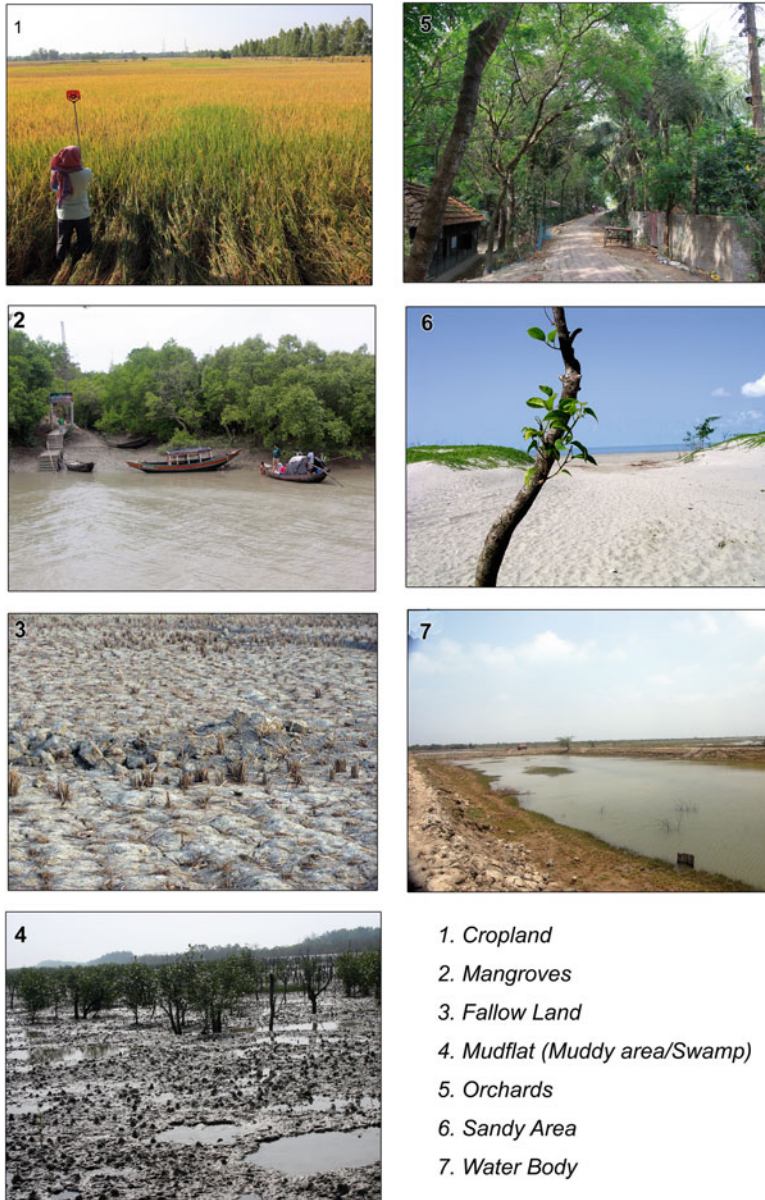 1
5
2
6
3
7
4
1. Cropland
2. Mangroves
3. Fallow Land
4. Mudflat (Muddy area/Swamp)
5. Orchards
6. Sandy Area
7. Water Body